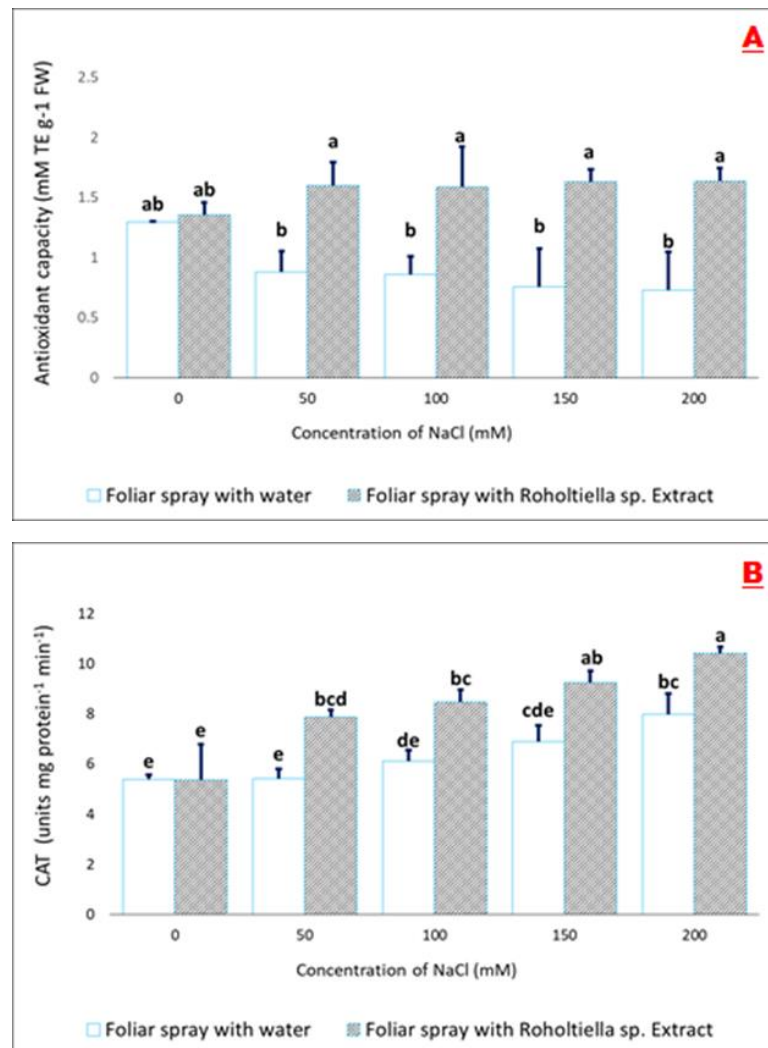 A
Antioxidant capacity (mM TE g-1 FW)
2.5
2
1.5
1
0.5
0
ab
ab
b
a
b
a
b
a
b
a
0
50
100
150
200
Concentration of NaCl (mM)
Foliar spray with water
Foliar spray with Roholtiella sp. Extract
B
CAT (units mg protein⁻¹ min⁻¹)
12
10
8
6
4
2
0
e
e
e
bcd
de
bc
cde
ab
bc
a
0
50
100
150
200
Concentration of NaCl (mM)
Foliar spray with water
Foliar spray with Roholtiella sp. Extract